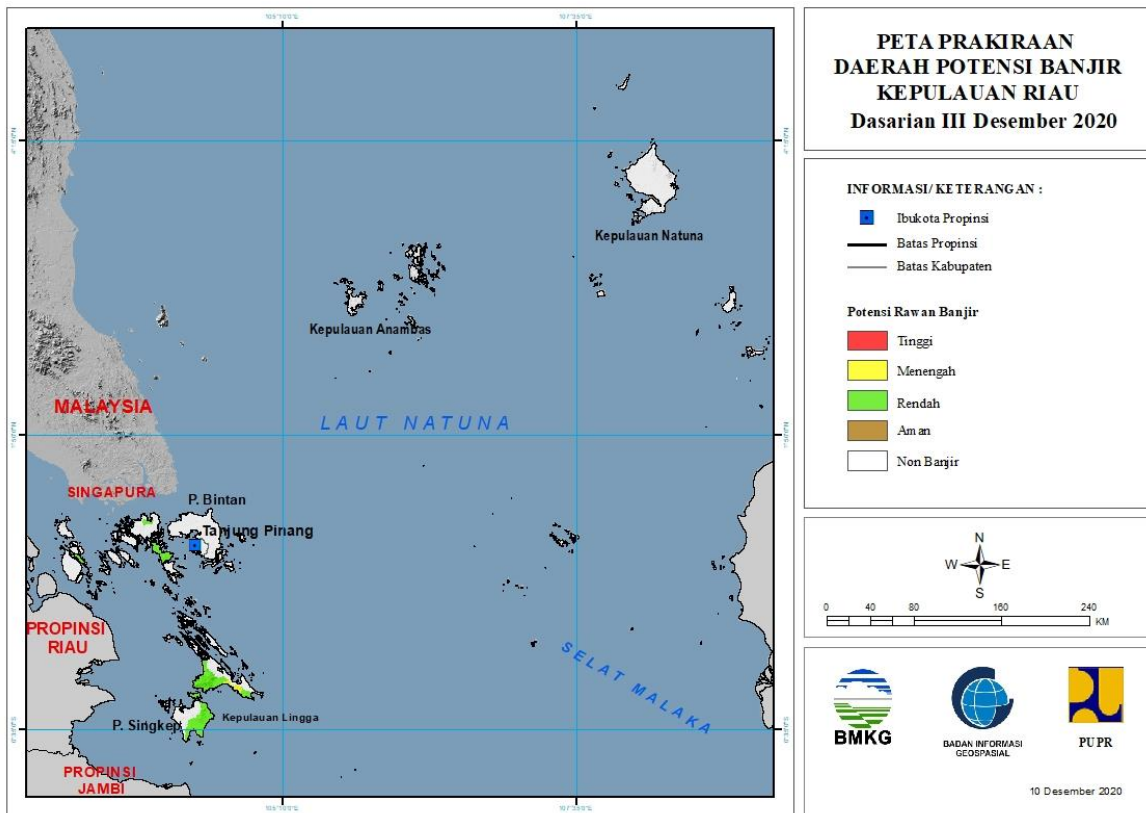 PETA PRAKIRAAN
DAERAH POTENSI BANJIR
KEPULAUAN RIAU
Dasarian III Desember 2020
INFORMASI/ KETERANGAN :
Ibukota Propinsi
Batas Propinsi
Batas Kabupaten
Potensi Rawan Banjir
Tinggi
Menengah
Rendah
Aman
Non Banjir
N
W E
S
0 40 80 160 240
KM
BMKG
BADAN INFORMASI
GEOSPASIAL
PUPR
10 Desember 2020
Kepulauan Natuna
Kepulauan Anambas
MALAYSIA
LAUT NATUNA
SINGAPURA
P. Bintan
Tanjung Pinang
PROPINSI
RIAU
SELAT MALAKA
P. Singkep
Kepulauan Lingga
PROPINSI
JAMBI